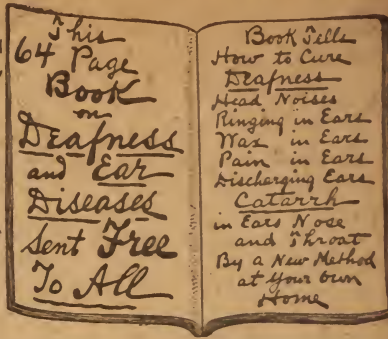 This
64 Page
Book
on
Deafness
and Ear
Diseases
Sent Free
To All
Book Tells
How to Cure
Deafness
Head Noises
Ringing in Ears
Wax in Ears
Pain in Ears
Discharging Ears
Catarrh
in Ears Nose
and Throat
By a New Method
at Your Own
Home